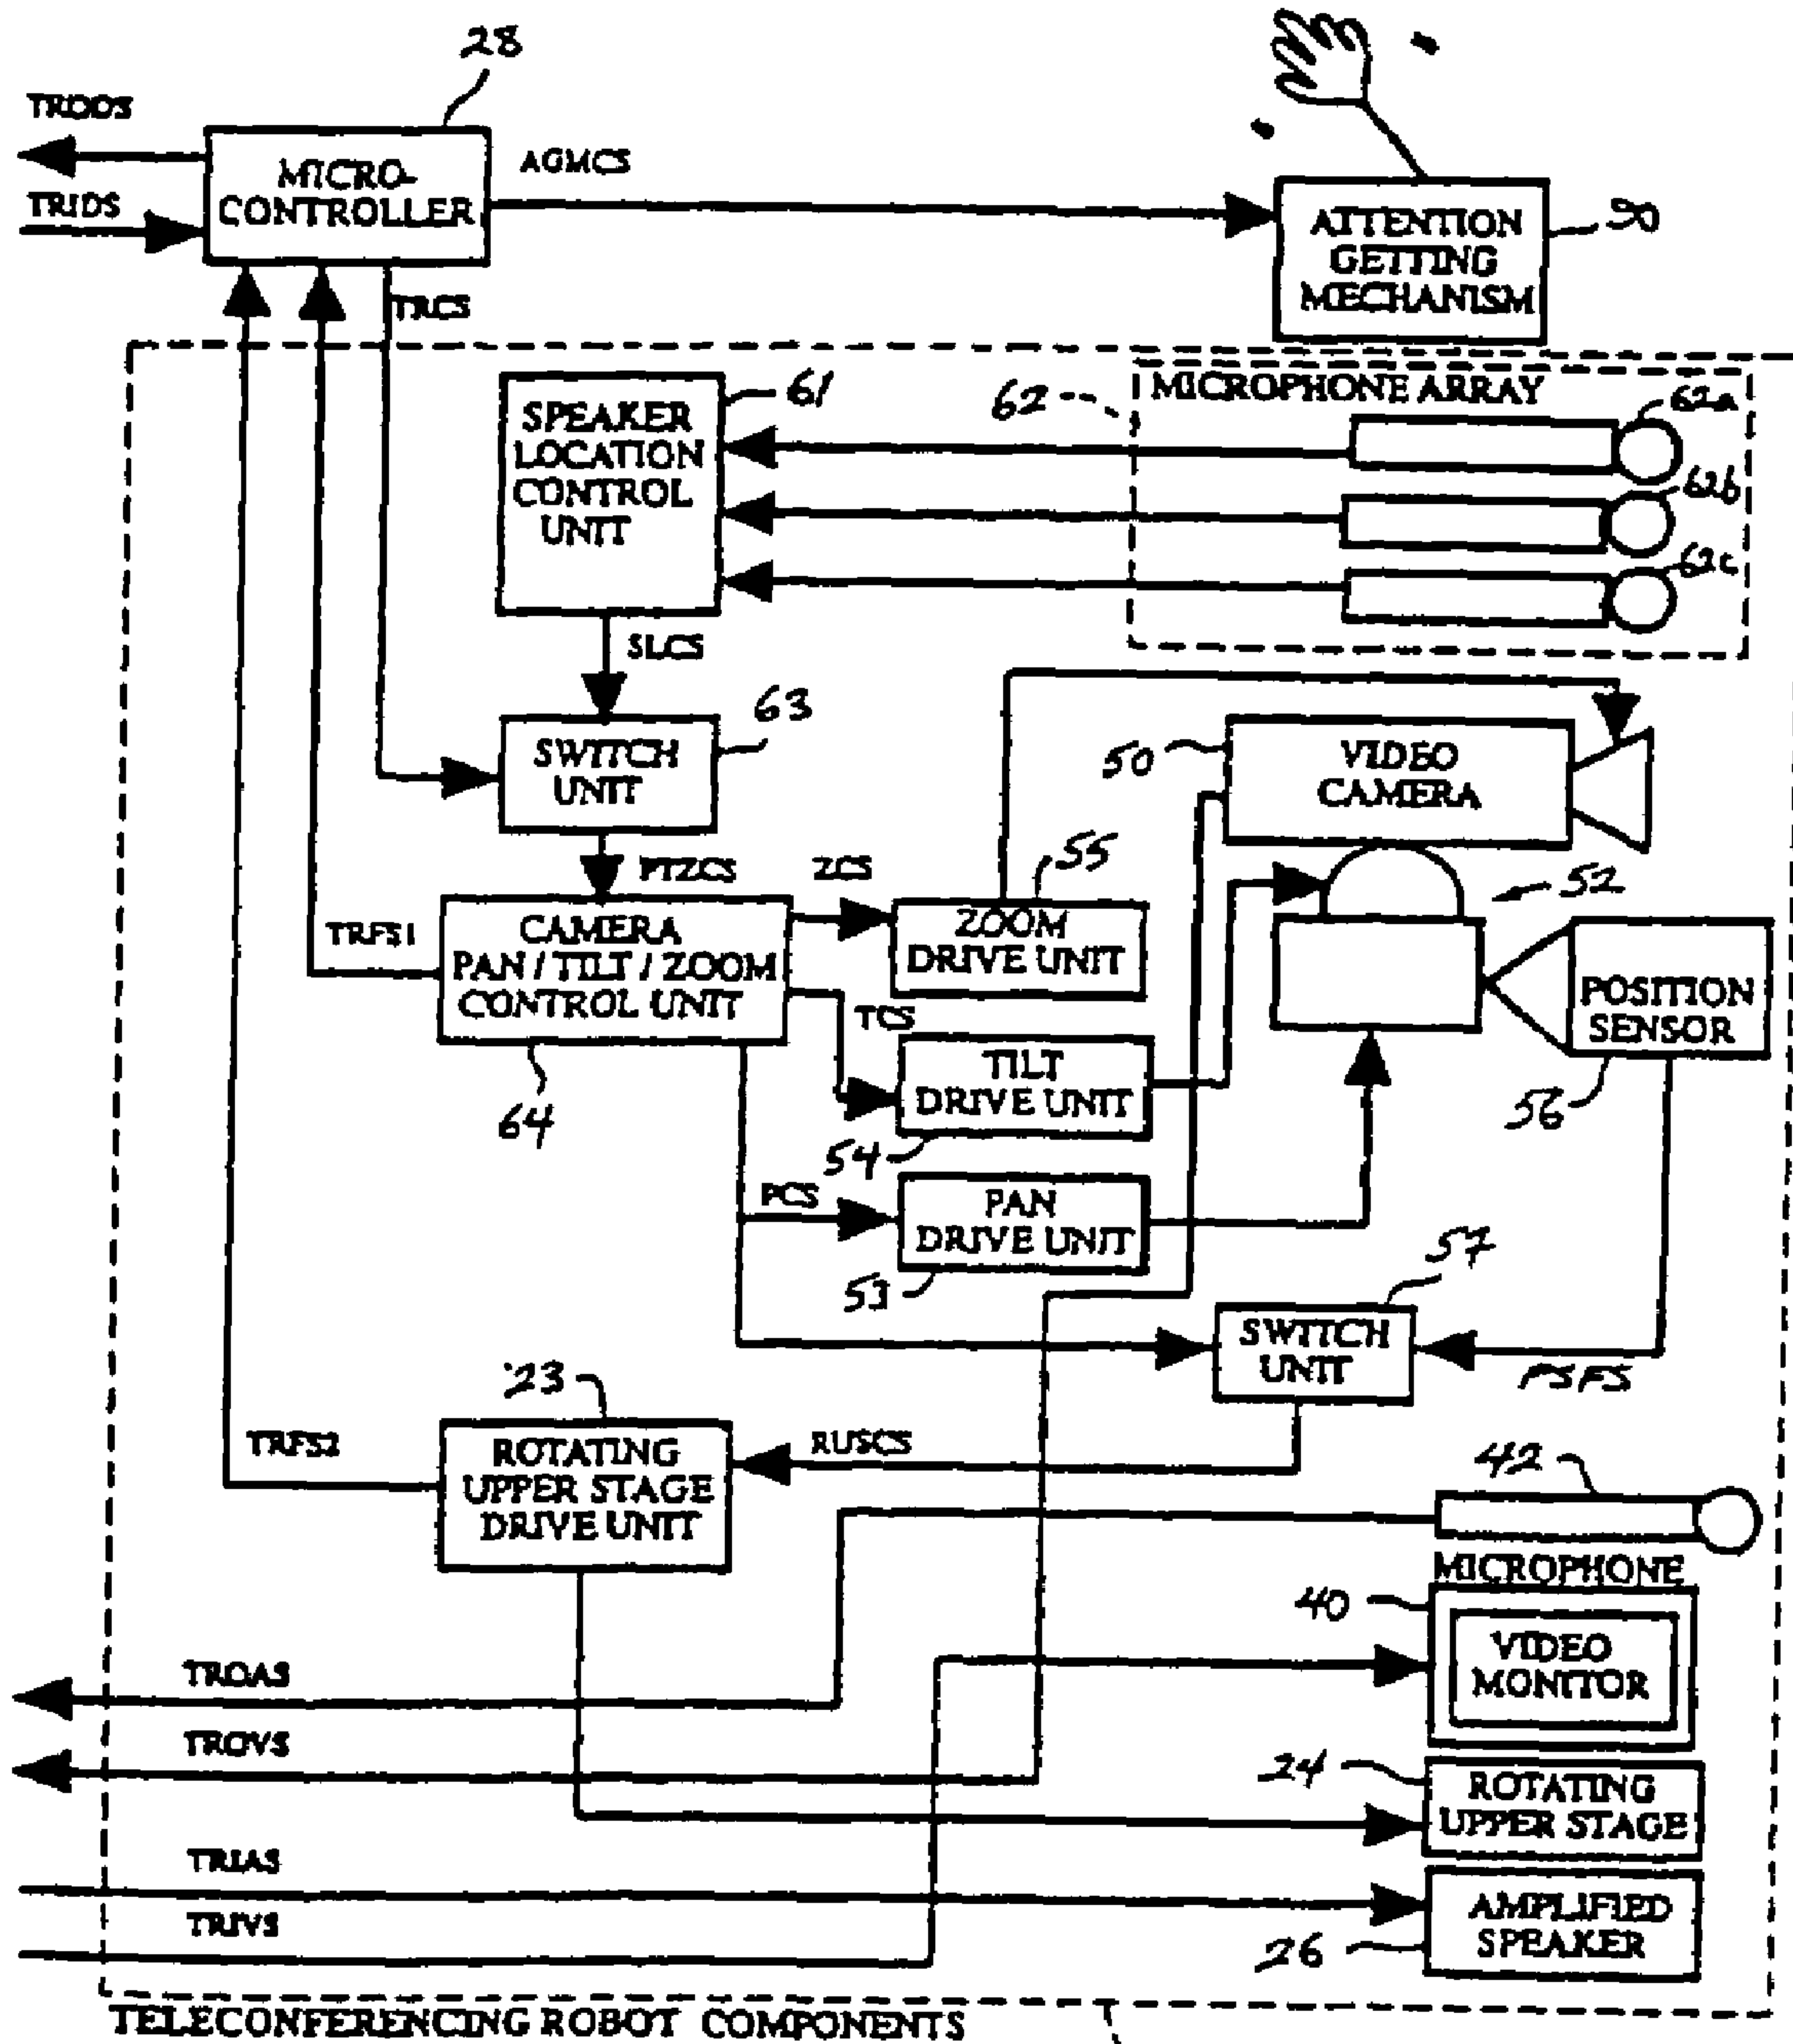 28
TRODS
MICRO-
CONTROLLER
AGMCS
TRIDS
ATTENTION
GETTING
MECHANISM
90
TRCS
MICROPHONE ARRAY
62
62a
62b
62c
61
SPEAKER
LOCATION
CONTROL
UNIT
SLCS
63
SWITCH
UNIT
50
VIDEO
CAMERA
PTZCS
ZCS
55
ZOOM
DRIVE UNIT
52
TRFS1
CAMERA
PAN / TILT / ZOOM
CONTROL UNIT
64
TCS
TILT
DRIVE UNIT
54
POSITION
SENSOR
56
PCS
PAN
DRIVE UNIT
53
57
SWITCH
UNIT
PSFS
23
TRFS2
ROTATING
UPPER STAGE
DRIVE UNIT
RUSCS
42
MICROPHONE
40
VIDEO
MONITOR
TROAS
TROVS
24
ROTATING
UPPER STAGE
TRIAS
TRIVS
AMPLIFIED
SPEAKER
26
TELECONFERENCING ROBOT COMPONENTS